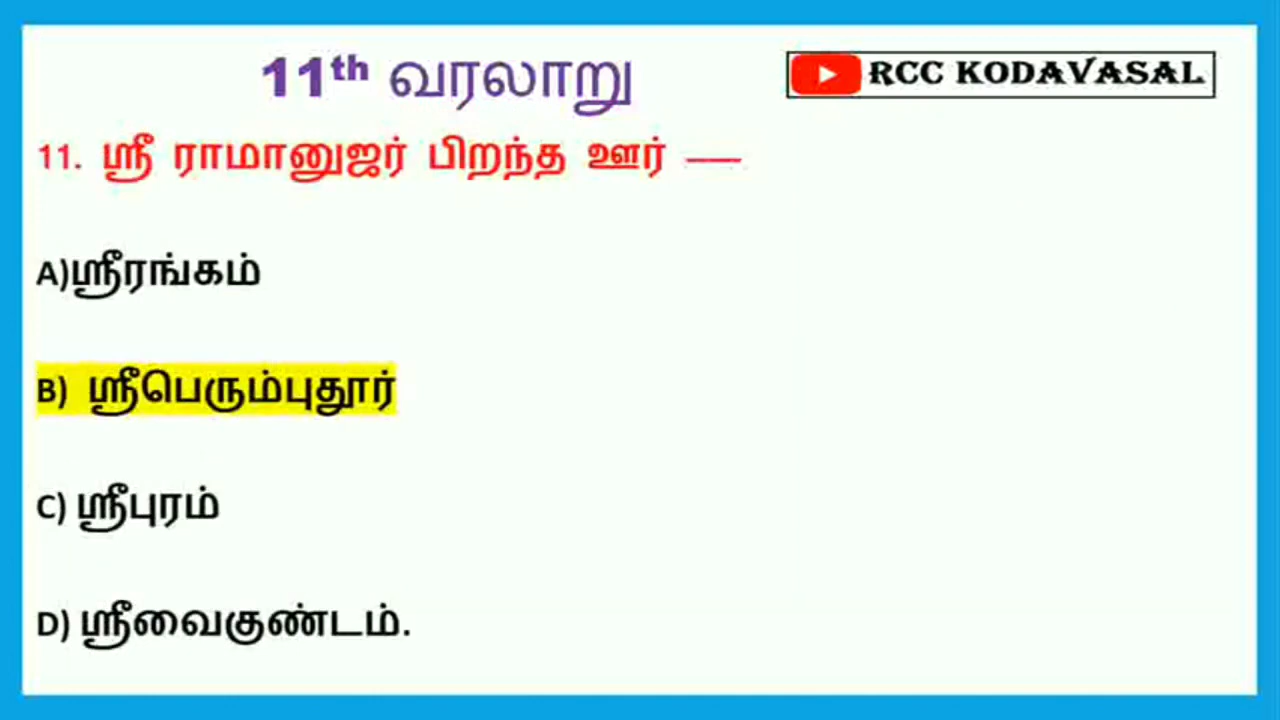 11th வரலாறு
RCC KODAVASAL
11. ஸ்ரீ ராமானுஜர் பிறந்த ஊர் —
A)ஸ்ரீரங்கம்
B) ஸ்ரீபெரும்புதூர்
C) ஸ்ரீபுரம்
D) ஸ்ரீவைகுண்டம்.